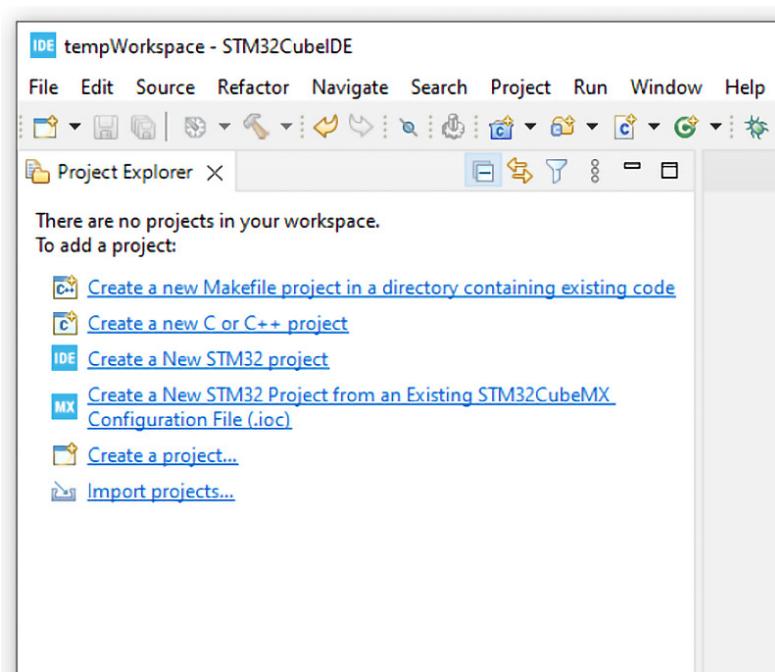 IDE tempWorkspace - STM32CubeIDE
File Edit Source Refactor Navigate Search Project Run Window Help
Project Explorer
There are no projects in your workspace.
To add a project:
Create a new Makefile project in a directory containing existing code
Create a new C or C++ project
IDE Create a New STM32 project
MX Create a New STM32 Project from an Existing STM32CubeMX
Configuration File (.ioc)
Create a project...
Import projects...